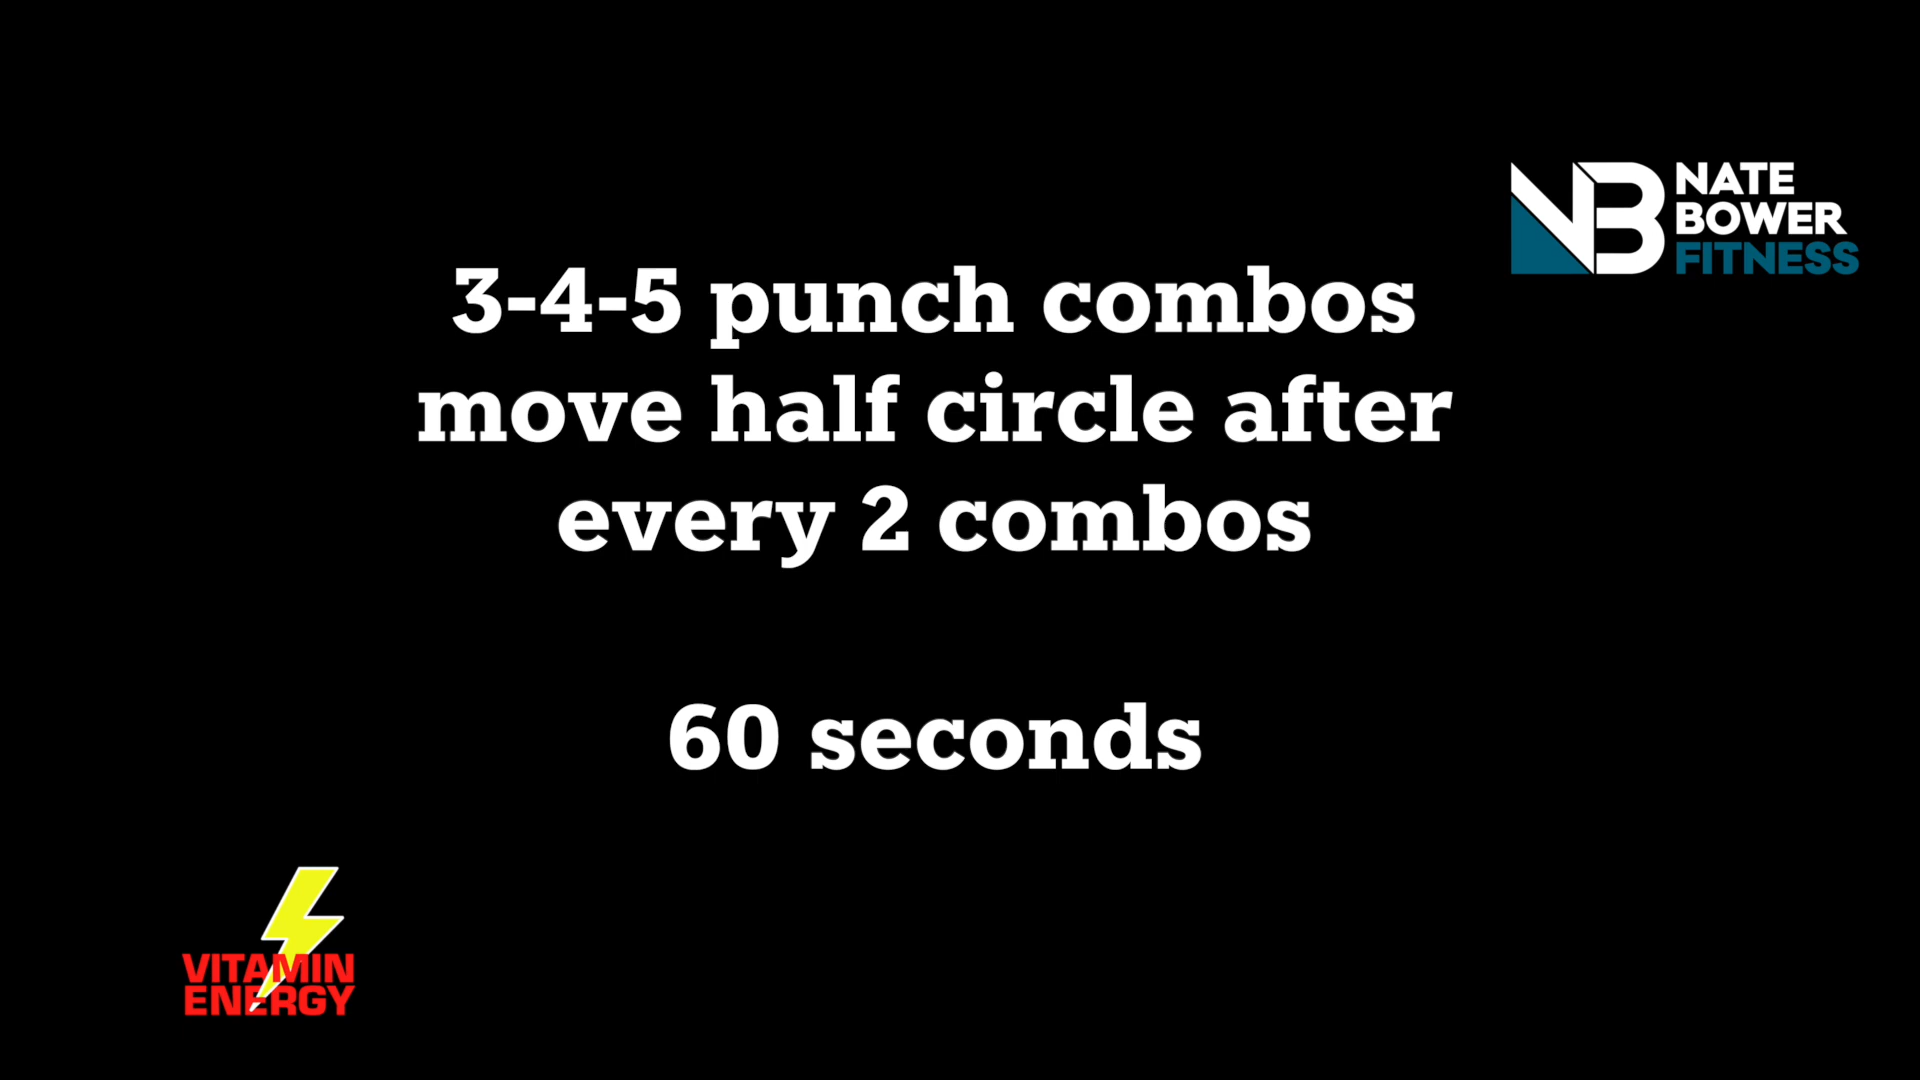 NATE
BOWER
FITNESS
3-4-5 punch combos
move half circle after
every 2 combos
60 seconds
VITAMIN
ENERGY